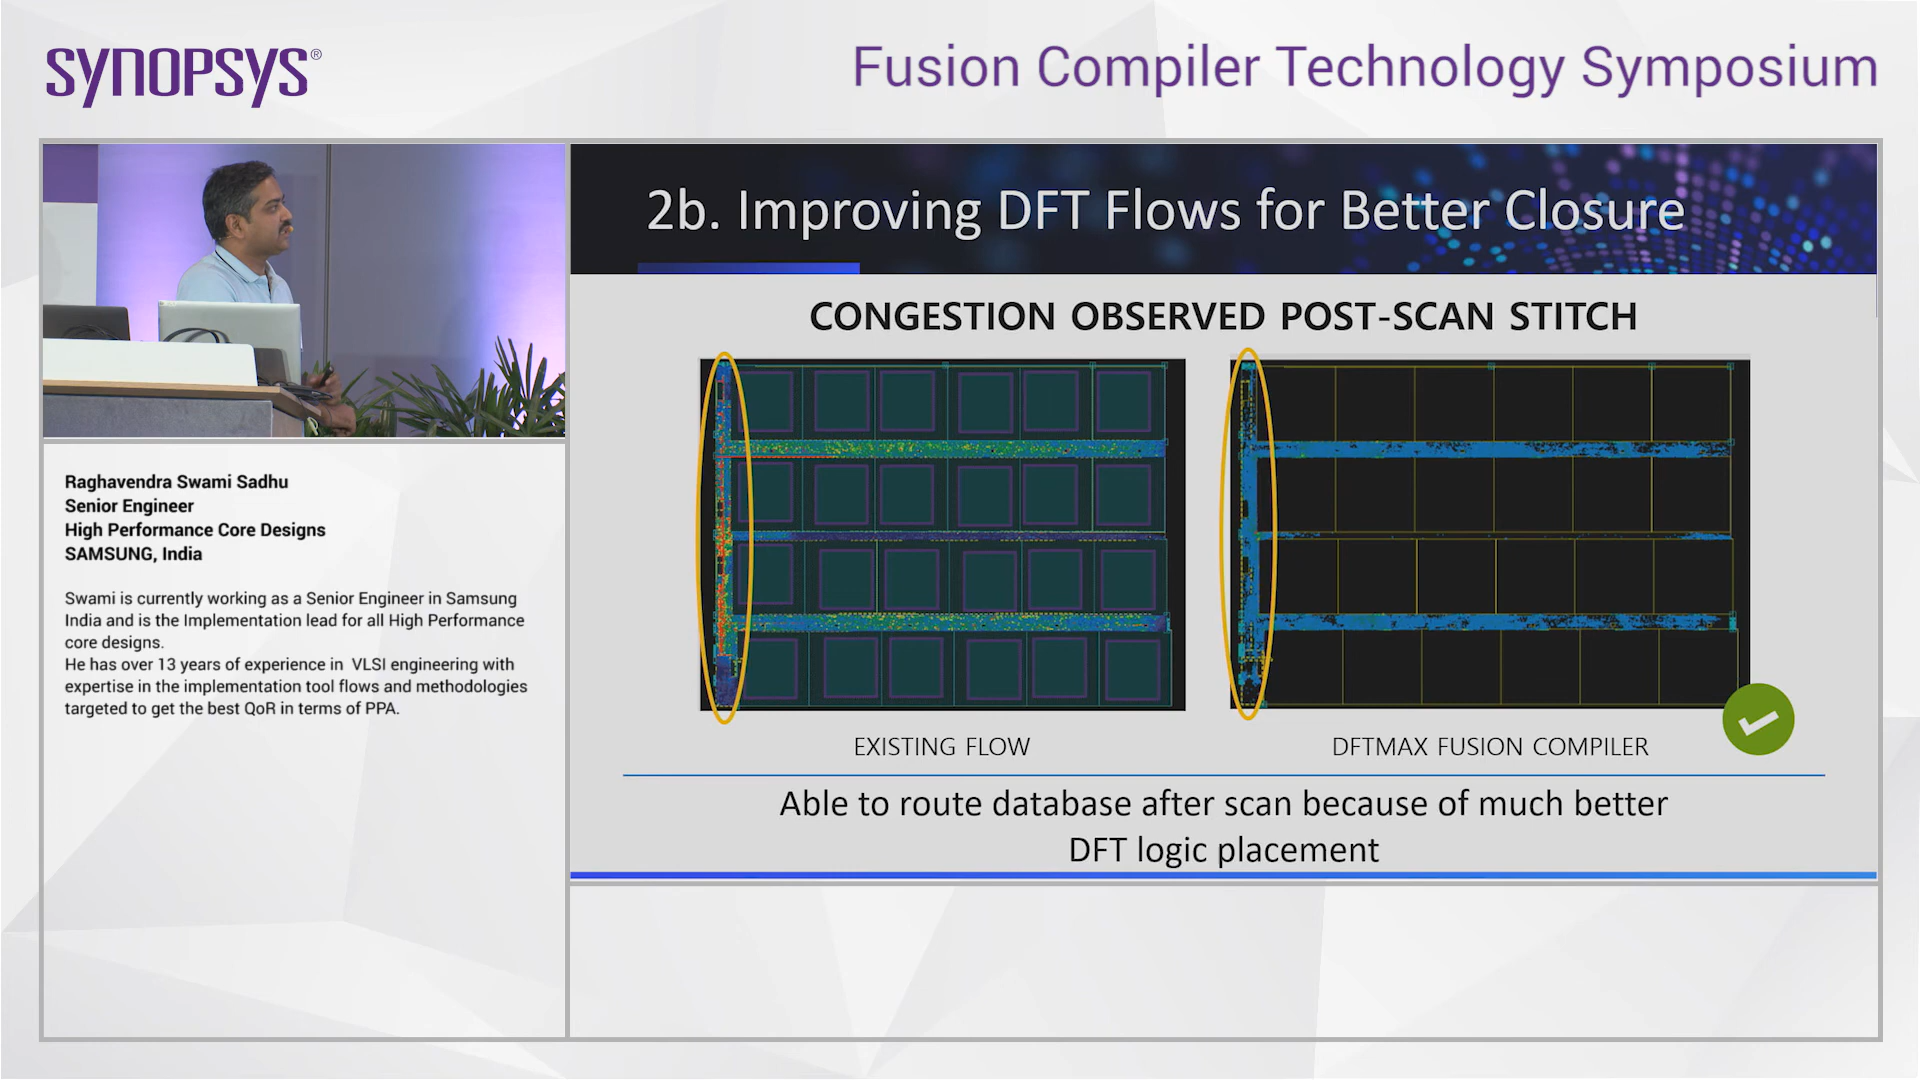 SYNOPSYS®
Fusion Compiler Technology Symposium
2b. Improving DFT Flows for Better Closure
CONGESTION OBSERVED POST-SCAN STITCH
EXISTING FLOW
DFTMAX FUSION COMPILER
Able to route database after scan because of much better
DFT logic placement
Raghavendra Swami Sadhu
Senior Engineer
High Performance Core Designs
SAMSUNG, India
Swami is currently working as a Senior Engineer in Samsung
India and is the Implementation lead for all High Performance
core designs.
He has over 13 years of experience in VLSI engineering with
expertise in the implementation tool flows and methodologies
targeted to get the best QoR in terms of PPA.